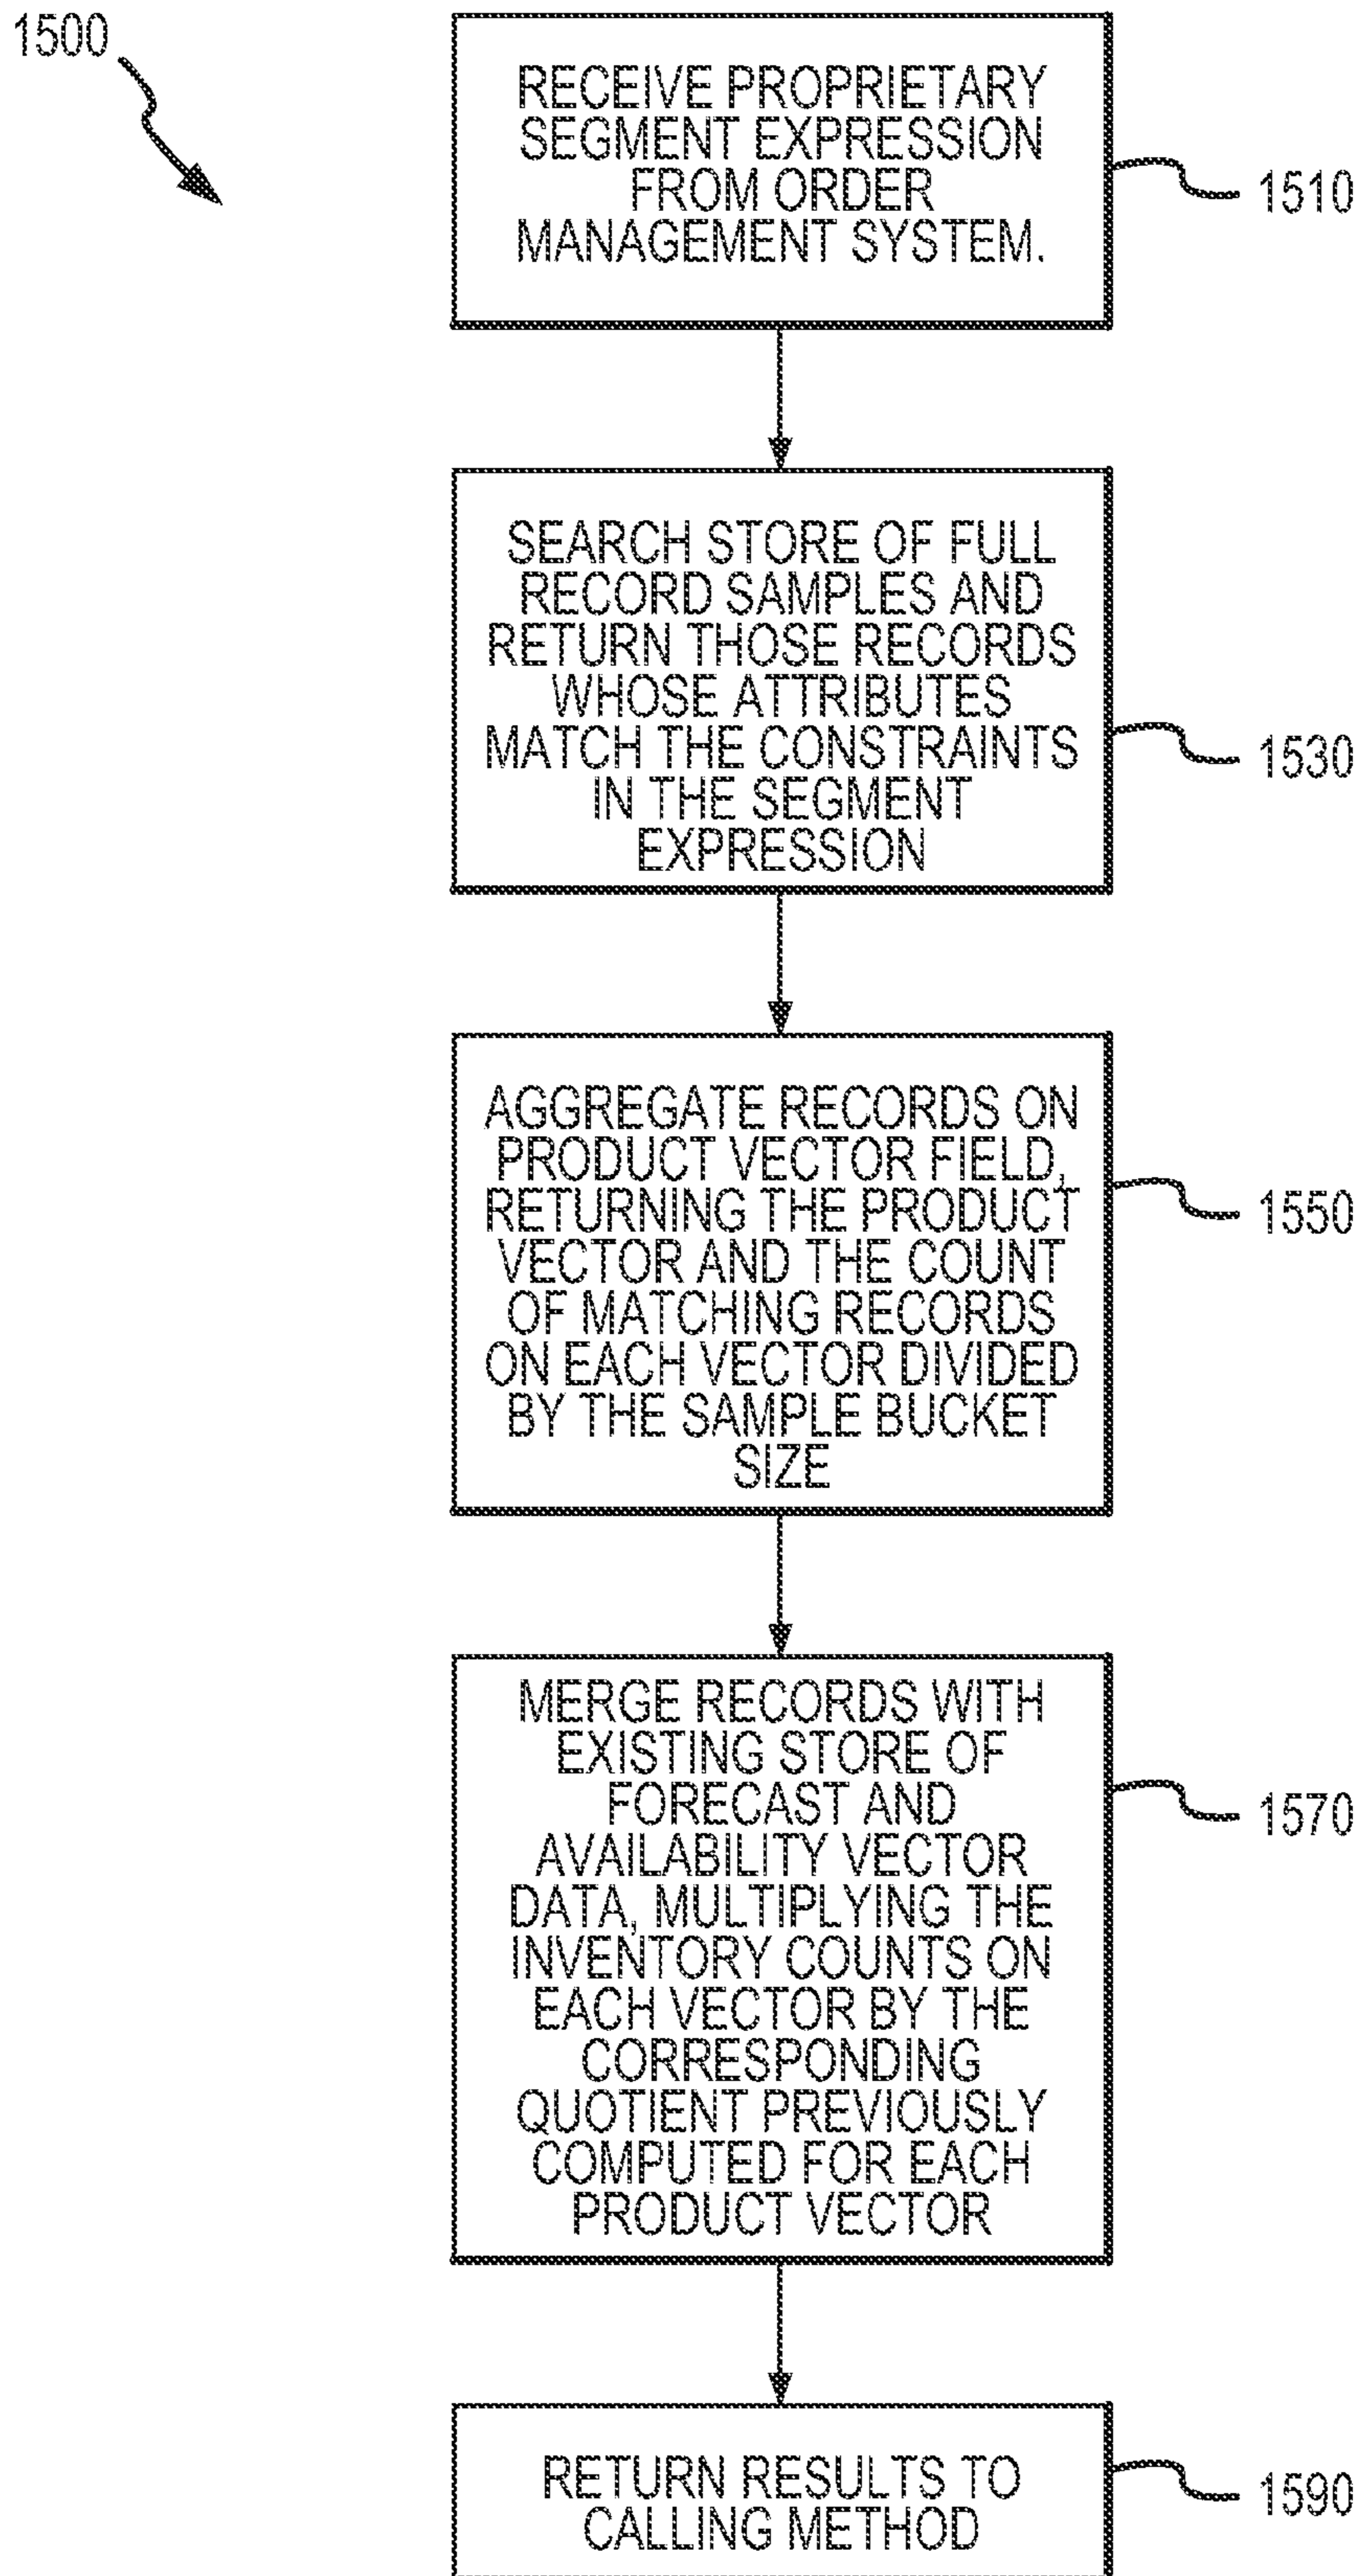 1500
RECEIVE PROPRIETARY
SEGMENT EXPRESSION
FROM ORDER
MANAGEMENT SYSTEM.
1510
SEARCH STORE OF FULL
RECORD SAMPLES AND
RETURN THOSE RECORDS
WHOSE ATTRIBUTES
MATCH THE CONSTRAINTS
IN THE SEGMENT
EXPRESSION
1530
AGGREGATE RECORDS ON
PRODUCT VECTOR FIELD,
RETURNING THE PRODUCT
VECTOR AND THE COUNT
OF MATCHING RECORDS
ON EACH VECTOR DIVIDED
BY THE SAMPLE BUCKET
SIZE
1550
MERGE RECORDS WITH
EXISTING STORE OF
FORECAST AND
AVAILABILITY VECTOR
DATA, MULTIPLYING THE
INVENTORY COUNTS ON
EACH VECTOR BY THE
CORRESPONDING
QUOTIENT PREVIOUSLY
COMPUTED FOR EACH
PRODUCT VECTOR
1570
RETURN RESULTS TO
CALLING METHOD
1590